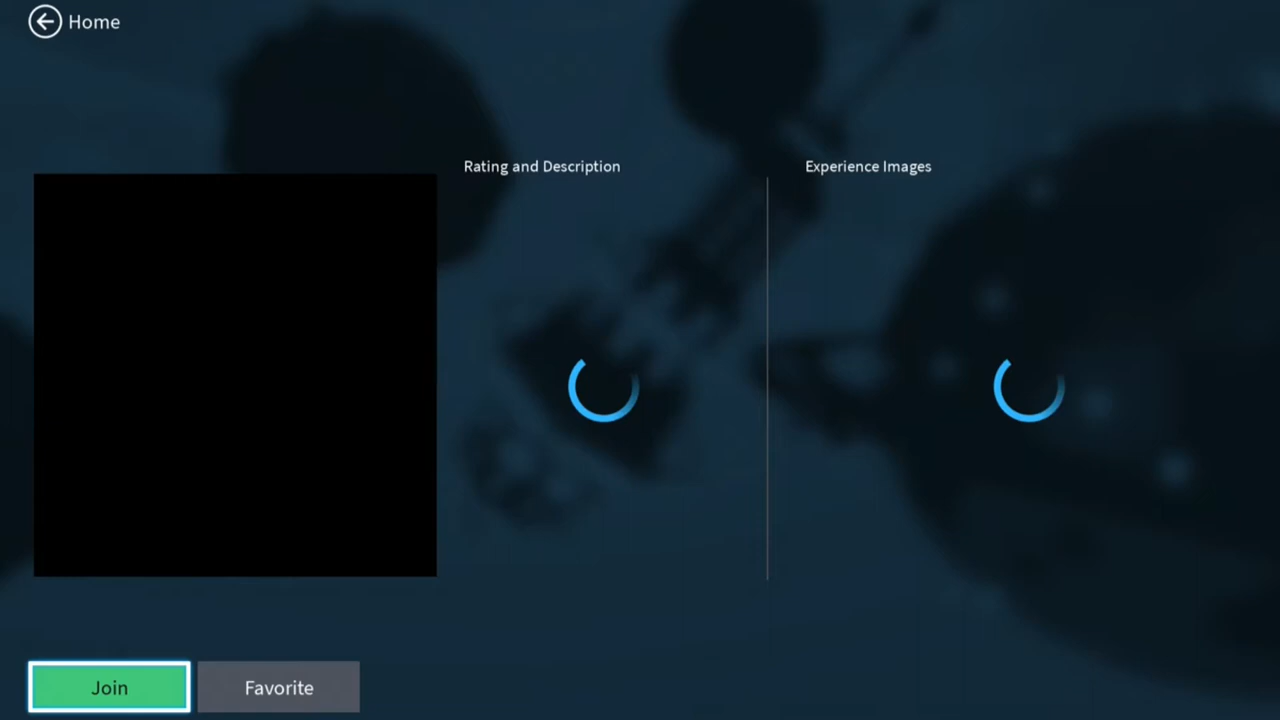 Home
Rating and Description
Experience Images
Join
Favorite